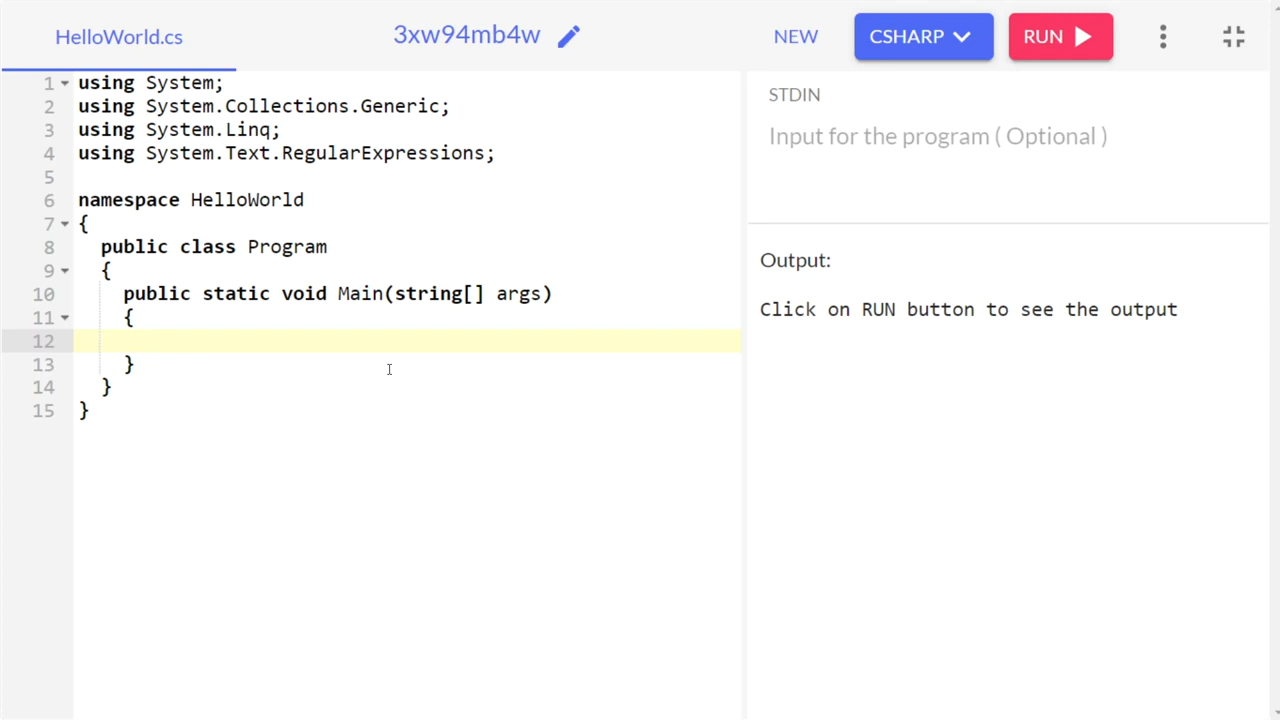 HelloWorld.cs
3xw94mb4w
NEW
CSHARP
RUN
1 using System;
2 using System.Collections.Generic;
3 using System.Linq;
4 using System.Text.RegularExpressions;
5
6 namespace HelloWorld
7 {
8   public class Program
9   {
10     public static void Main(string[] args)
11     {
12
13     }
14   }
15 }
STDIN
Input for the program ( Optional )
Output:
Click on RUN button to see the output